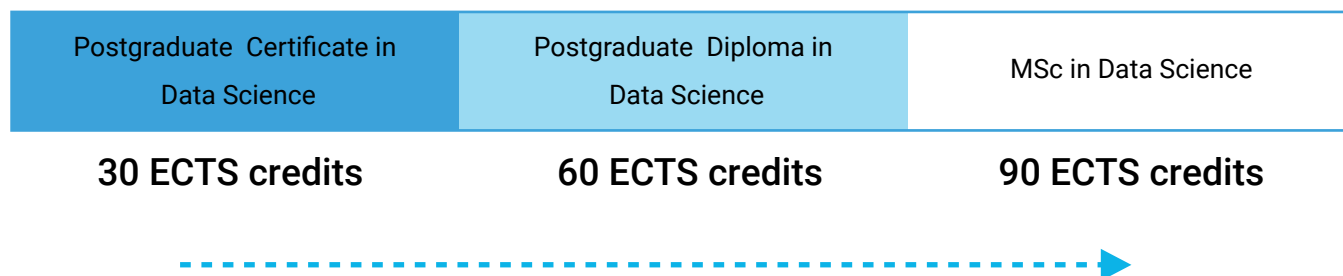 Postgraduate Certificate in
Data Science
Postgraduate Diploma in
Data Science
MSc in Data Science
30 ECTS credits
60 ECTS credits
90 ECTS credits